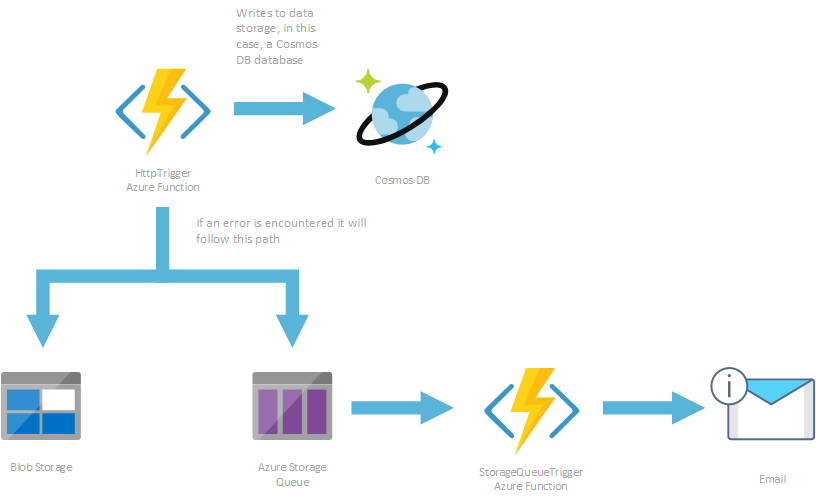 Writes to data
storage, in this
case, a Cosmos
DB database
HttpTrigger
Azure Function
Cosmos DB
If an error is encountered it will
follow this path
Blob Storage
Azure Storage
Queue
StorageQueueTrigger
Azure Function
Email